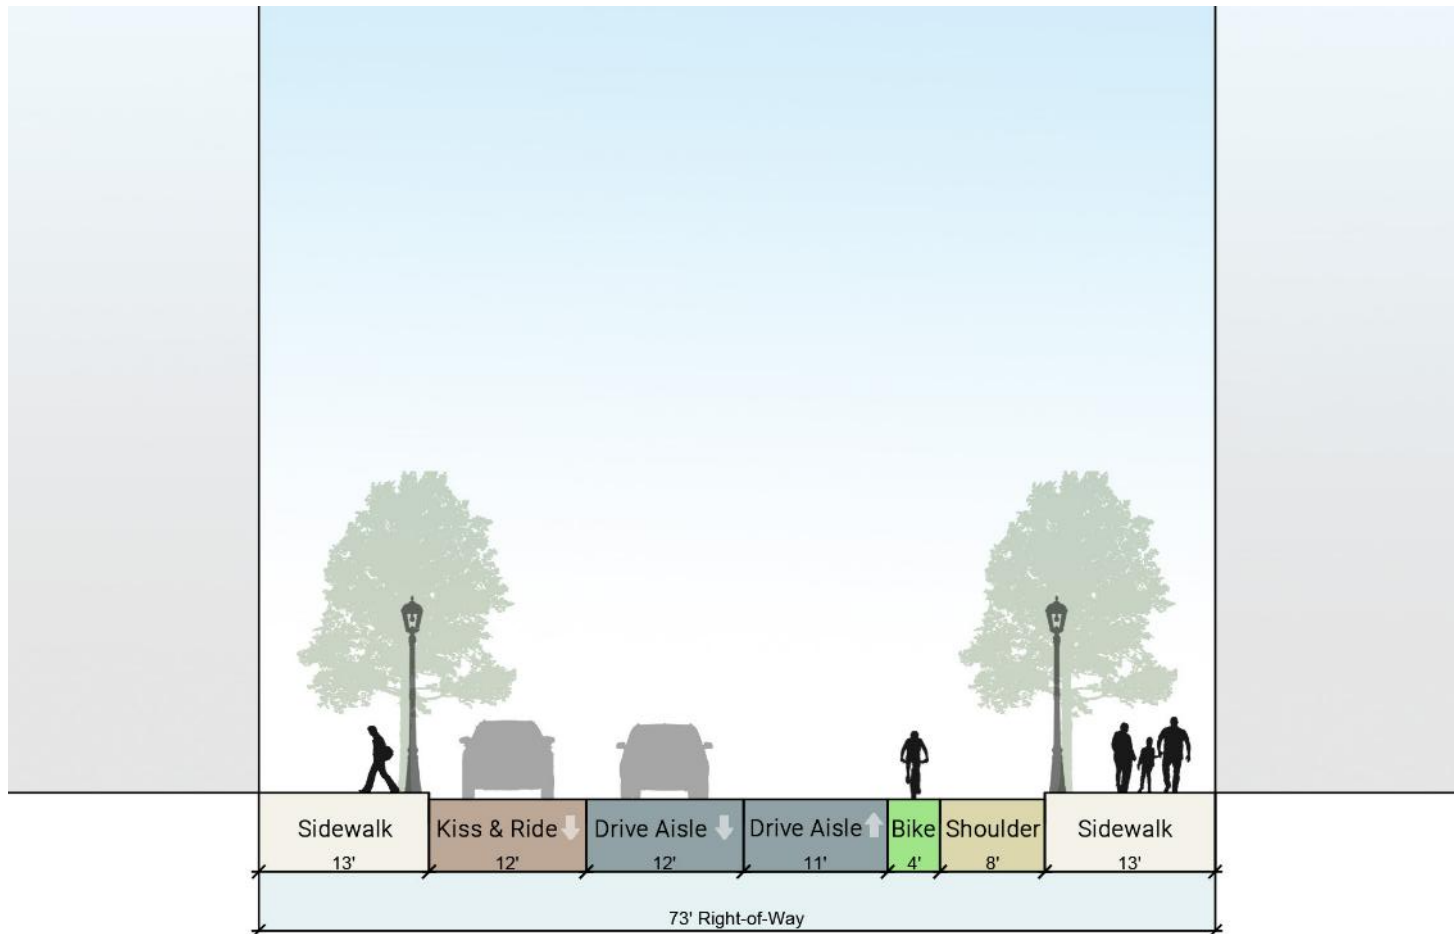 Sidewalk
13'
Kiss & Ride
12'
Drive Aisle
12'
Drive Aisle
11'
Bike
4'
Shoulder
8'
Sidewalk
13'
73' Right-of-Way